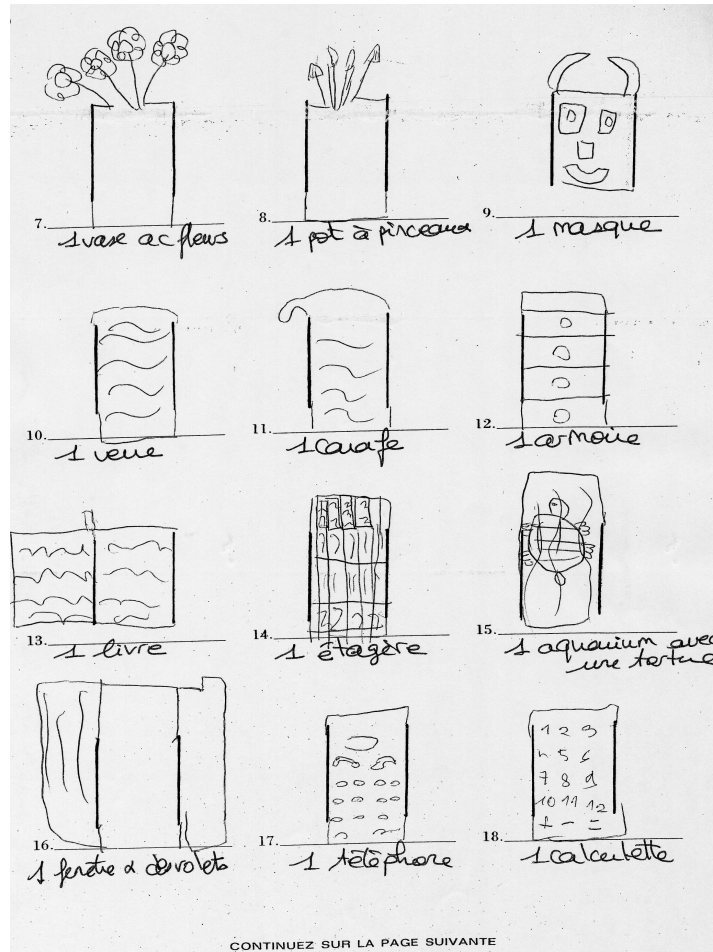 7.
8.
9.
1 vase ac fleurs
1 pot à pinceaux
1 masque
10.
11.
12.
1 verre
1 carafe
1 armoire
13.
14.
15.
1 livre
1 étagère
1 aquarium avec
une tortue
1 2 3
4 5 6
7 8 9
10 11 12
+ - =
16.
17.
18.
1 fenêtre
volets
1 téléphone
1 calculette
CONTINUEZ SUR LA PAGE SUIVANTE